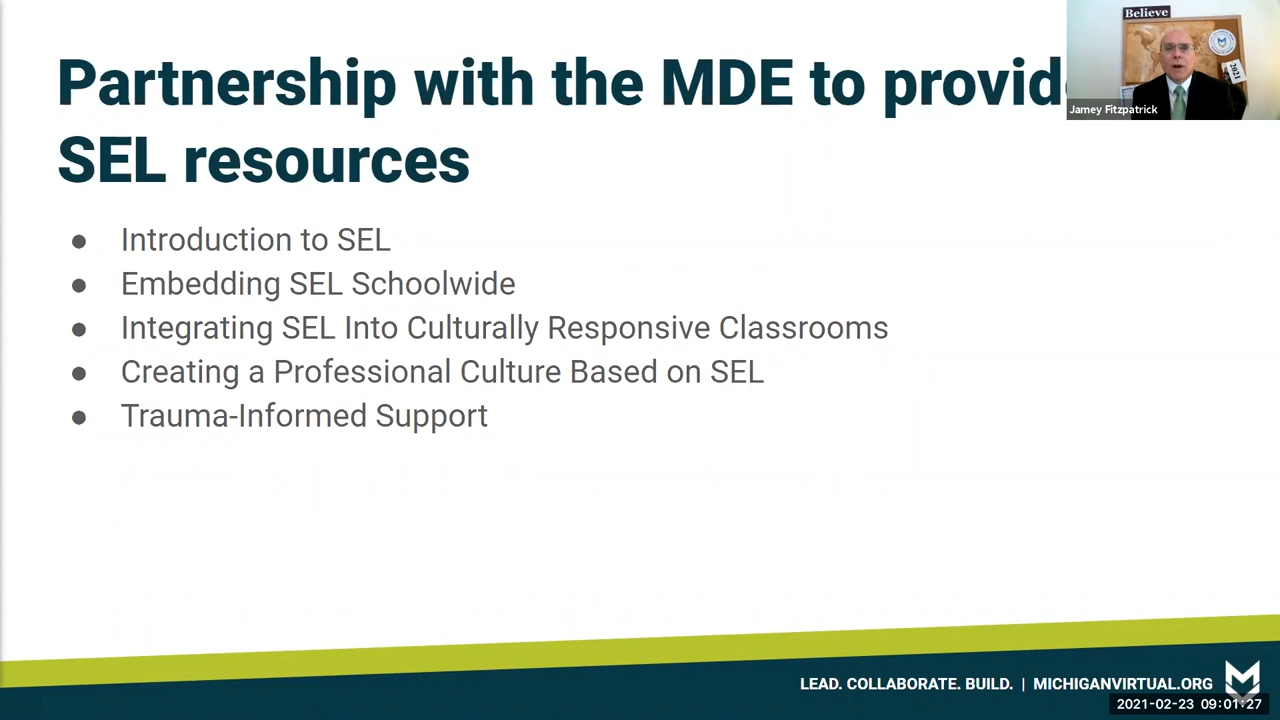 Partnership with the MDE to provid
SEL resources
Believe
2021
Jamey Fitzpatrick
● Introduction to SEL
● Embedding SEL Schoolwide
● Integrating SEL Into Culturally Responsive Classrooms
● Creating a Professional Culture Based on SEL
● Trauma-Informed Support
LEAD. COLLABORATE. BUILD. | MICHIGANVIRTUAL.ORG
2021-02-23 09:01:27